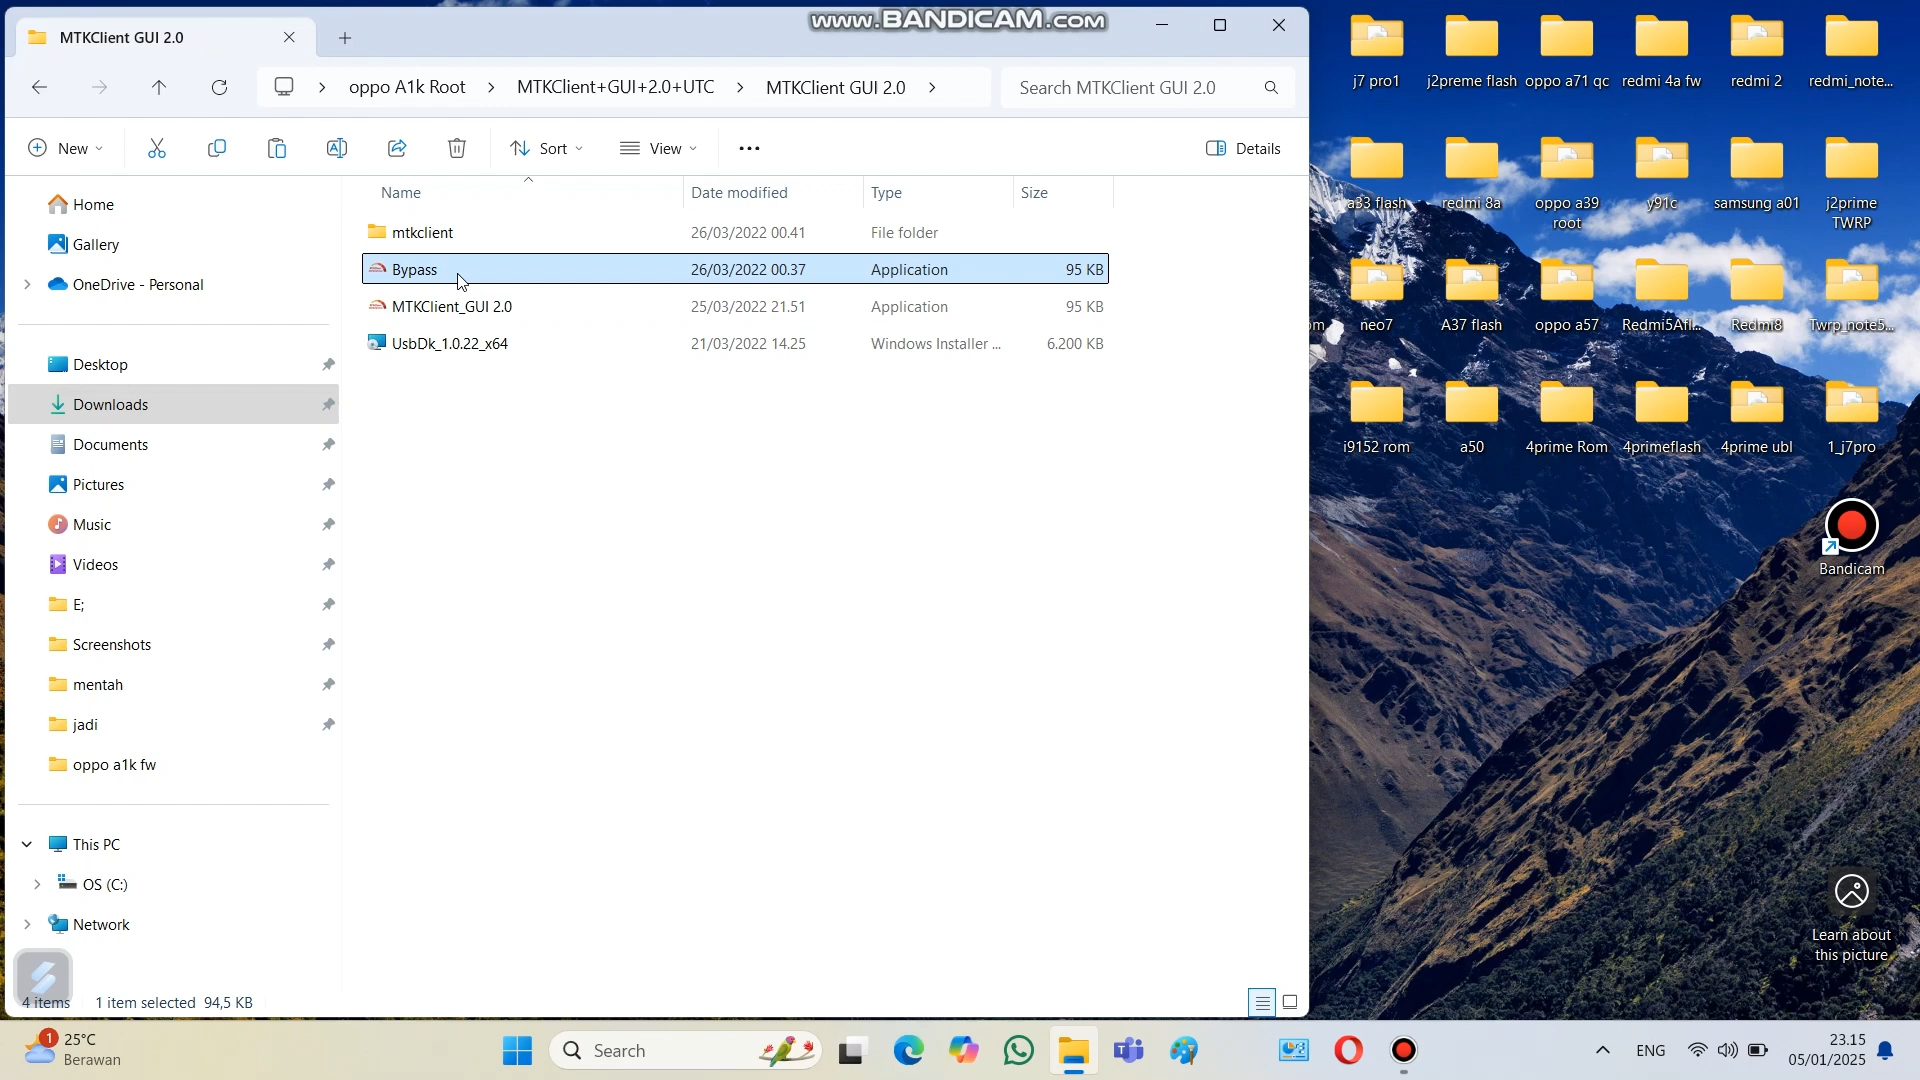 www.BANDICAM.com
MTKClient GUI 2.0
oppo A1k Root
MTKClient+GUI+2.0+UTC
MTKClient GUI 2.0
Search MTKClient GUI 2.0
New
Sort
View
Details
Name
Date modified
Type
Size
mtkclient
26/03/2022 00.41
File folder
Bypass
26/03/2022 00.37
Application
95 KB
MTKClient_GUI 2.0
25/03/2022 21.51
Application
95 KB
UsbDk_1.0.22_x64
21/03/2022 14.25
Windows Installer ...
6.200 KB
Home
Gallery
OneDrive - Personal
Desktop
Downloads
Documents
Pictures
Music
Videos
E;
Screenshots
mentah
jadi
oppo a1k fw
This PC
OS (C:)
Network
4 items
1 item selected 94,5 KB
j7 pro1
j2preme flash
oppo a71 qc
redmi 4a fw
redmi 2
redmi_note...
a33 flash
redmi 8a
oppo a39
root
y91c
samsung a01
j2prime
TWRP
om
neo7
A37 flash
oppo a57
Redmi5Afl...
Redmi8
Twrp_note5...
i9152 rom
a50
4prime Rom
4primeflash
4prime ubl
1_j7pro
Bandicam
Learn about
this picture
1
25°C
Berawan
Search
ENG
23.15
05/01/2025